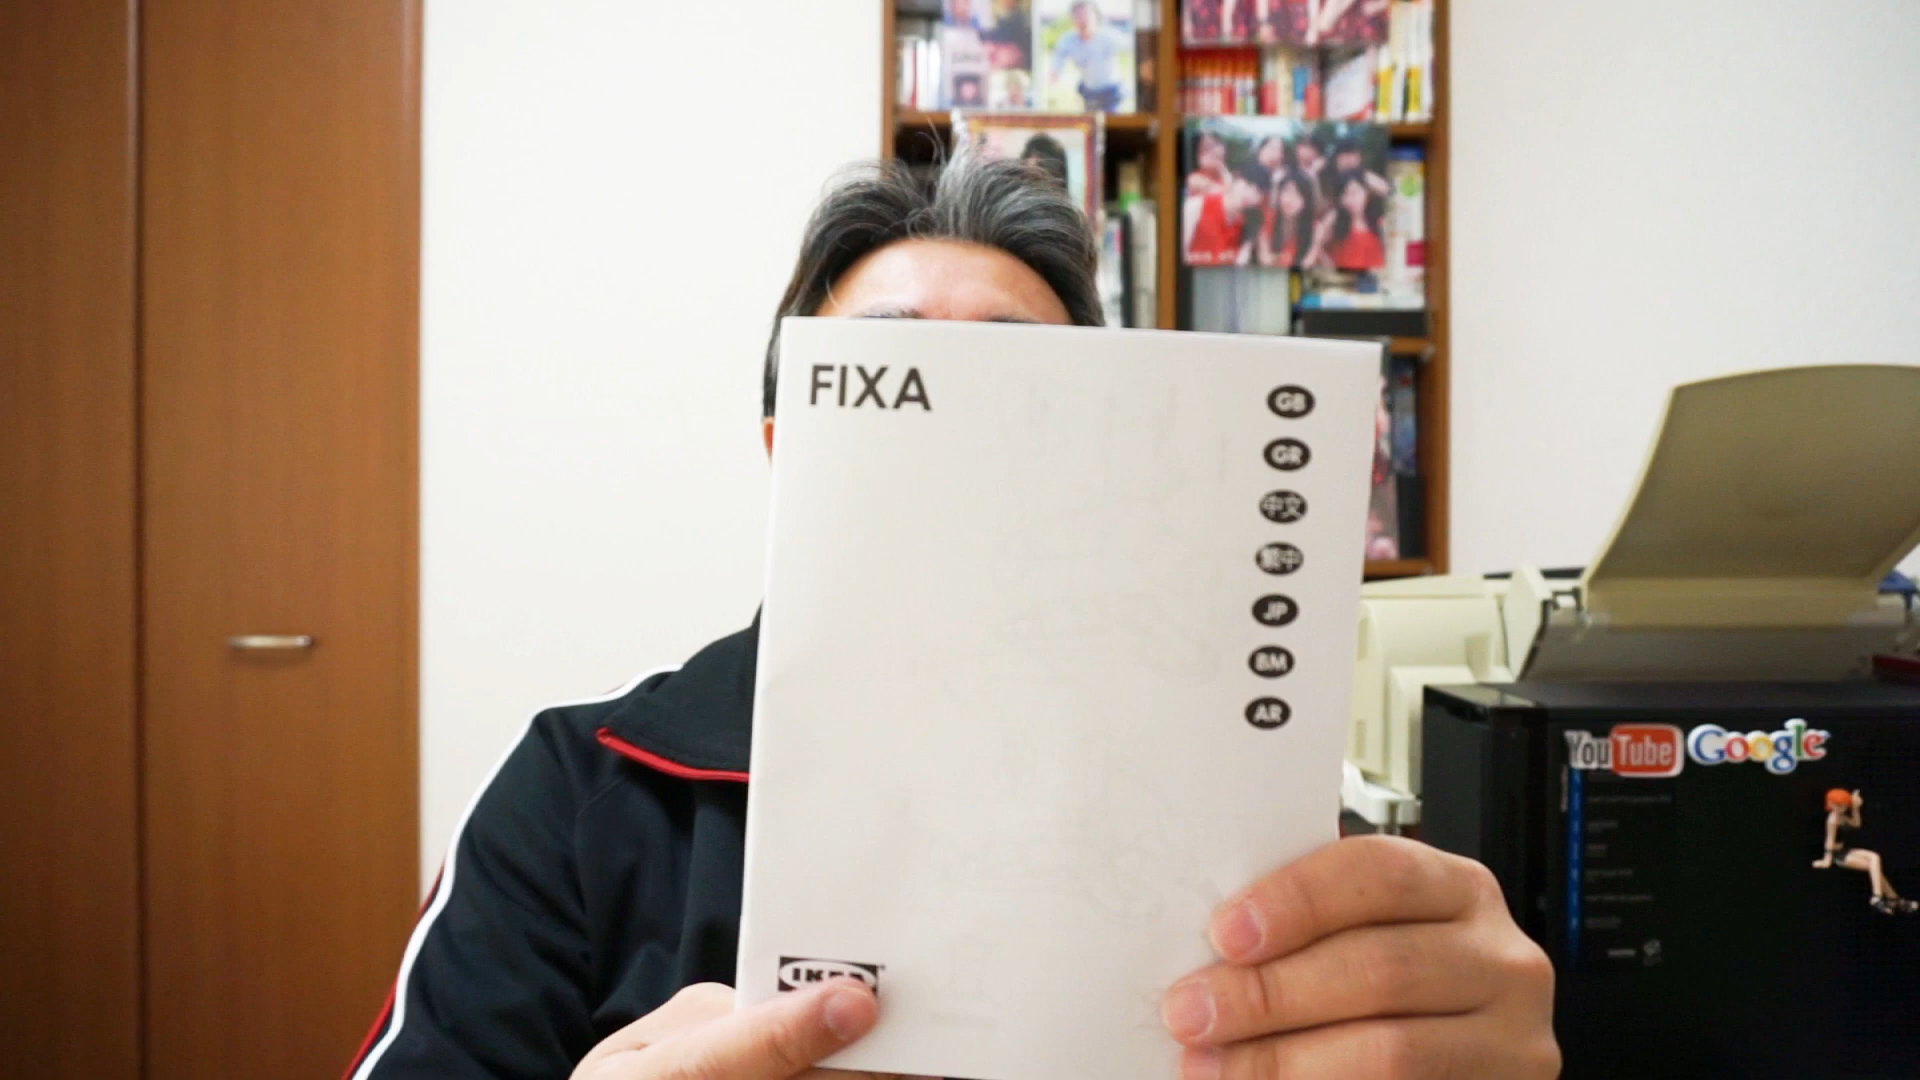 FIXA
GB
GR
中文
繁中
JP
BM
AR
IKEA
YouTube
Google